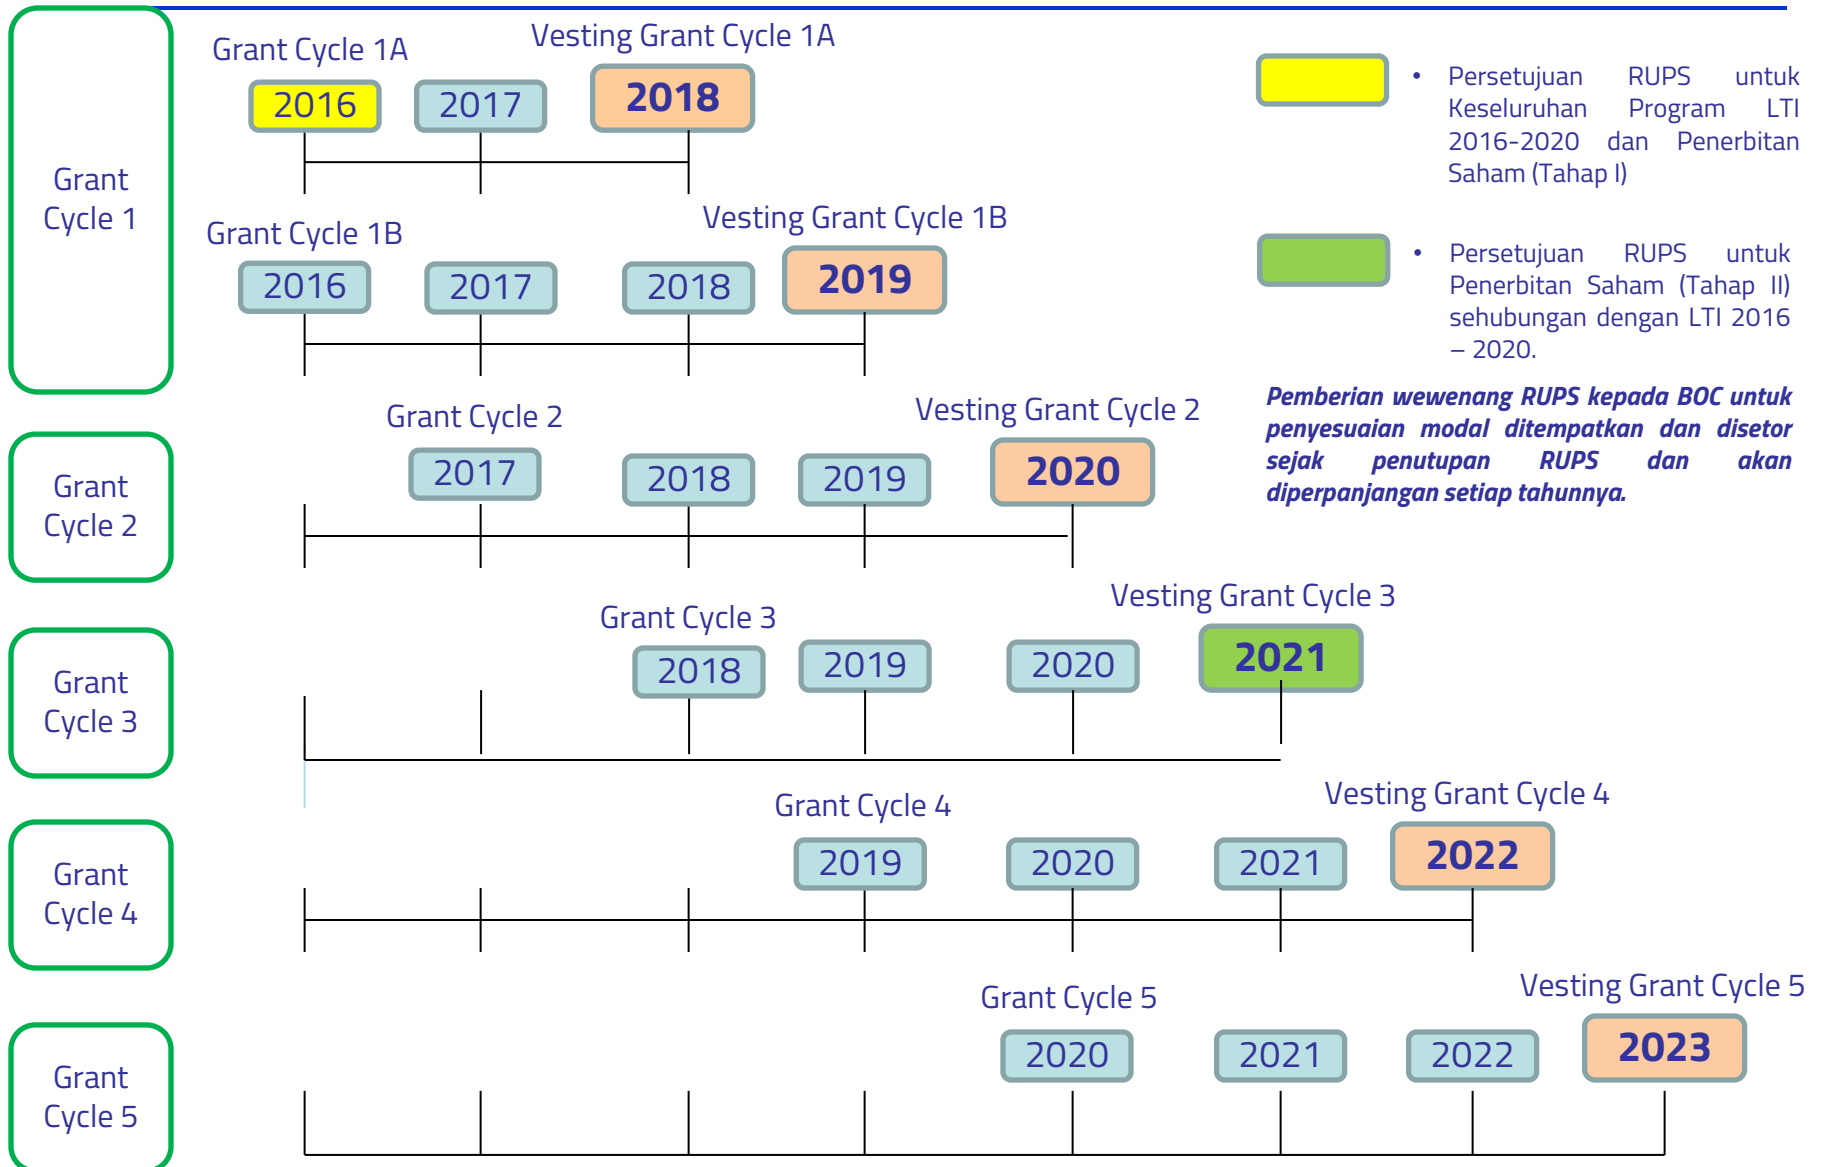 Grant
Cycle 1
Grant Cycle 1A
Vesting Grant Cycle 1A
2016
2017
2018
Grant Cycle 1B
Vesting Grant Cycle 1B
2016
2017
2018
2019
• Persetujuan RUPS untuk
Keseluruhan Program LTI
2016-2020 dan Penerbitan
Saham (Tahap I)
• Persetujuan RUPS untuk
Penerbitan Saham (Tahap II)
sehubungan dengan LTI 2016
– 2020.
Pemberian wewenang RUPS kepada BOC untuk
penyesuaian modal ditempatkan dan disetor
sejak penutupan RUPS dan akan
diperpanjangan setiap tahunnya.
Grant
Cycle 2
Grant Cycle 2
Vesting Grant Cycle 2
2017
2018
2019
2020
Grant
Cycle 3
Grant Cycle 3
Vesting Grant Cycle 3
2018
2019
2020
2021
Grant
Cycle 4
Grant Cycle 4
Vesting Grant Cycle 4
2019
2020
2021
2022
Grant
Cycle 5
Grant Cycle 5
Vesting Grant Cycle 5
2020
2021
2022
2023